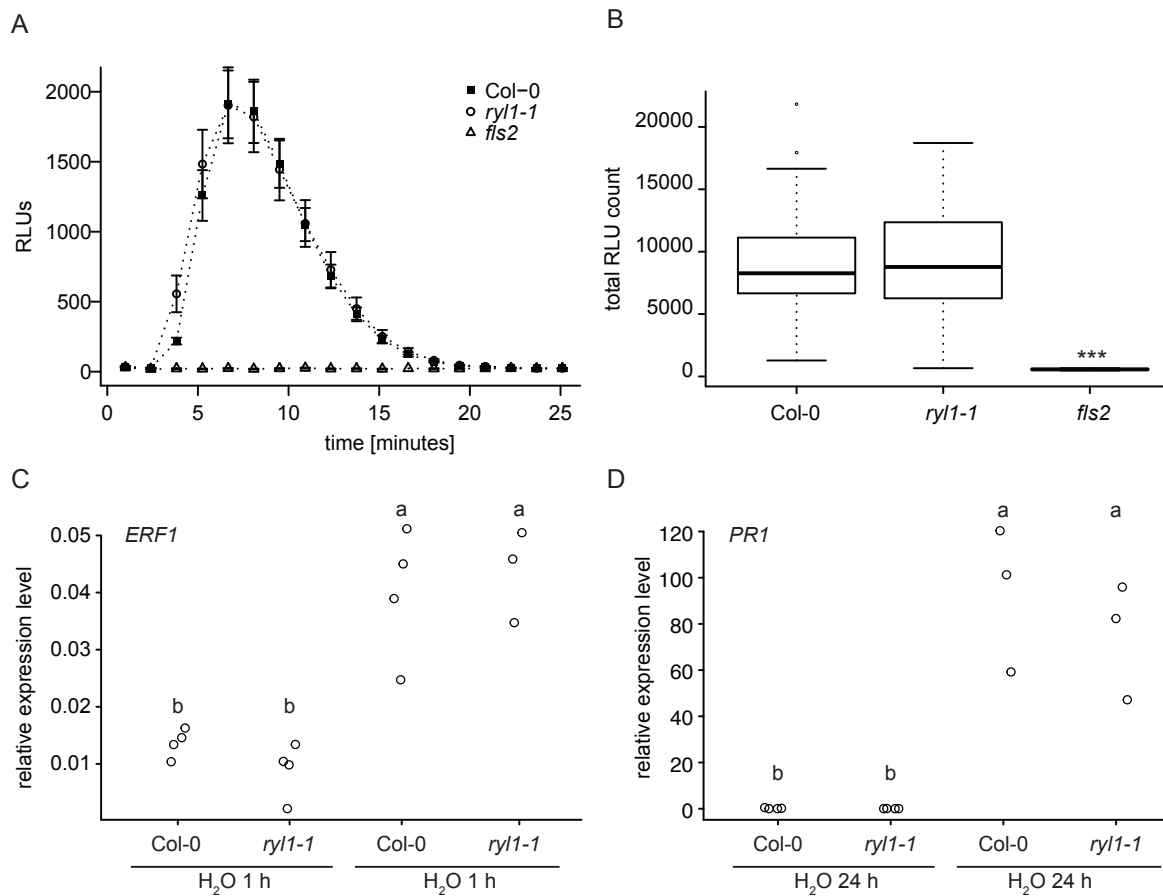 A
RLUs
2000
1500
1000
500
0
0 5 10 15 20 25
time [minutes]
Col-0
ryl1-1
fls2
B
total RLU count
20000
15000
10000
5000
0
***
Col-0 ryl1-1 fls2
C
ERF1
relative expression level
0.05
0.04
0.03
0.02
0.01
b b a a
Col-0 ryl1-1 Col-0 ryl1-1
H₂O 1 h H₂O 1 h
D
PR1
relative expression level
120
100
80
60
40
20
0
b b a a
Col-0 ryl1-1 Col-0 ryl1-1
H₂O 24 h H₂O 24 h